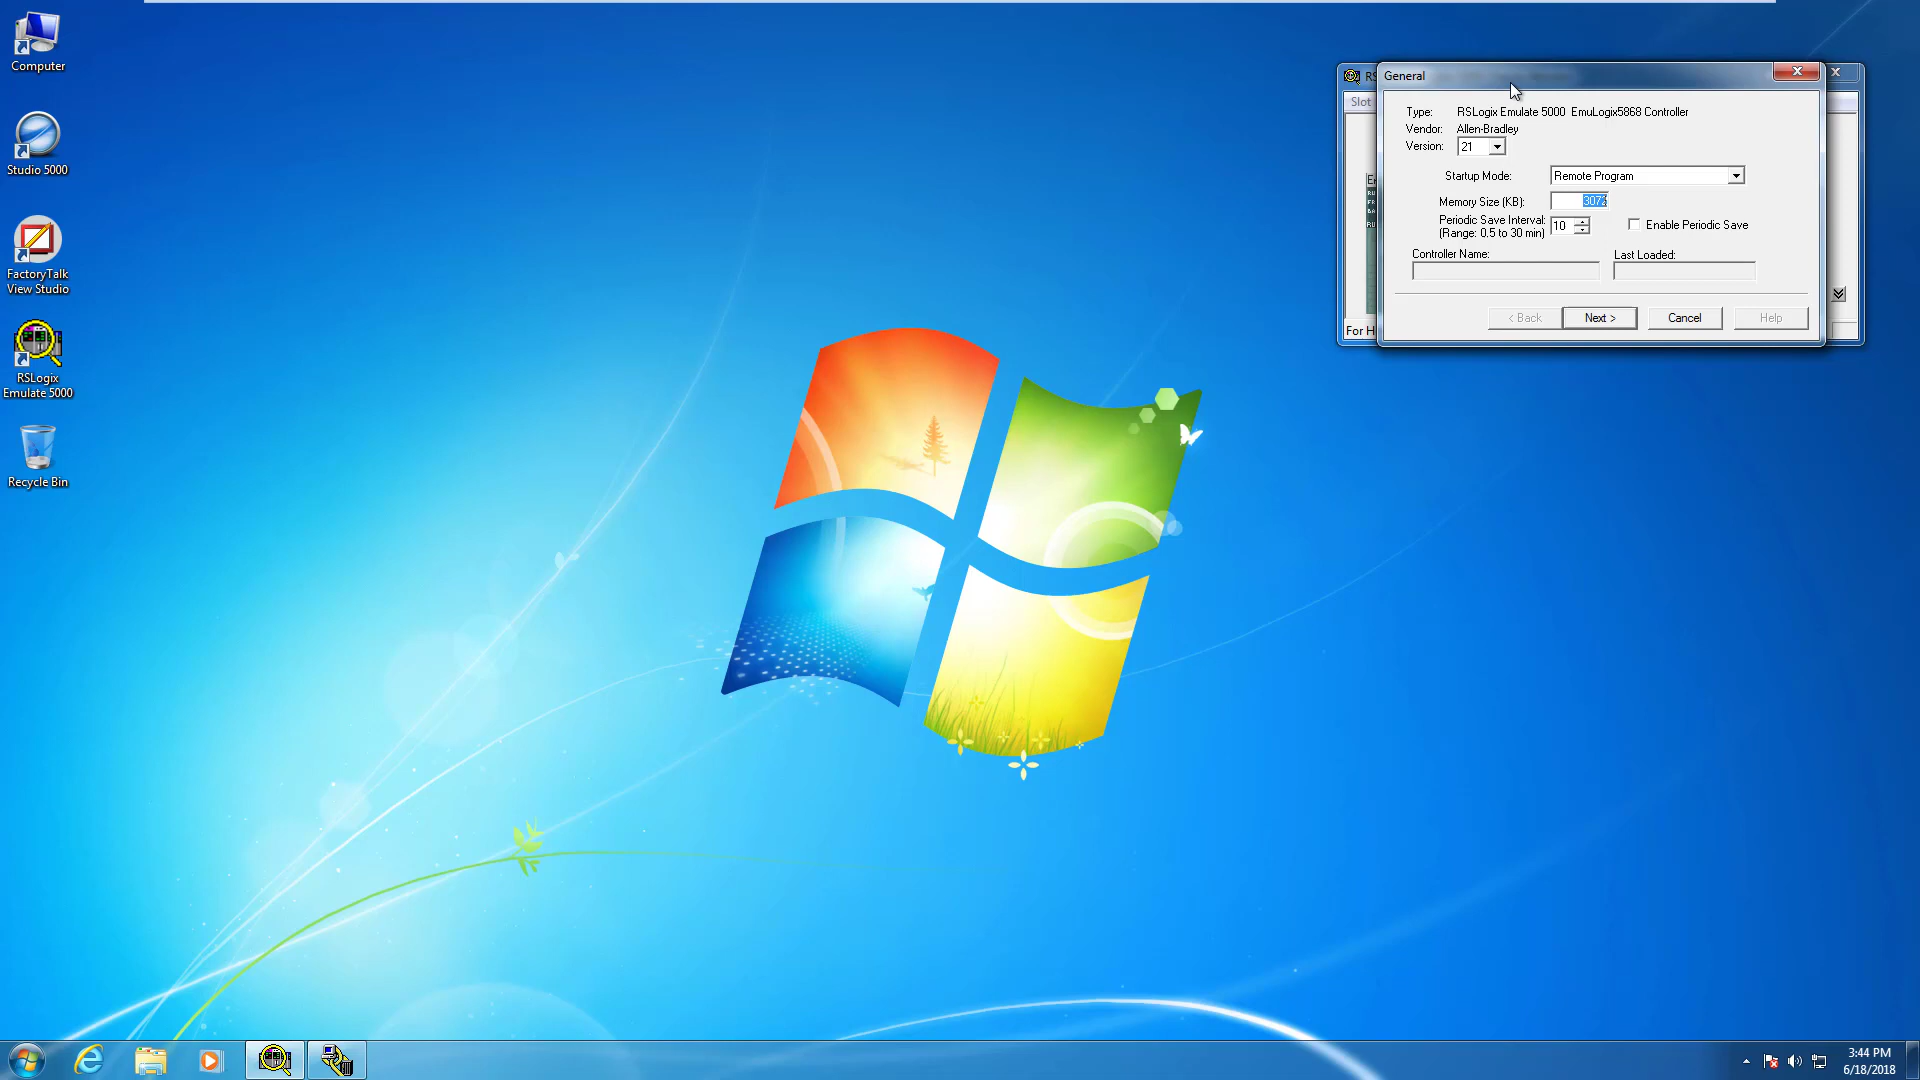 Computer
Studio 5000
FactoryTalk
View Studio
RSLogix
Emulate 5000
Recycle Bin
RS
Slot
For H
General
Type: RSLogix Emulate 5000 EmuLogix5868 Controller
Vendor: Allen-Bradley
Version: 21
Startup Mode: Remote Program
Memory Size (KB): 3072
Periodic Save Interval: 10
(Range: 0.5 to 30 min)
Enable Periodic Save
Controller Name:
Last Loaded:
< Back
Next >
Cancel
Help
3:44 PM
6/18/2018